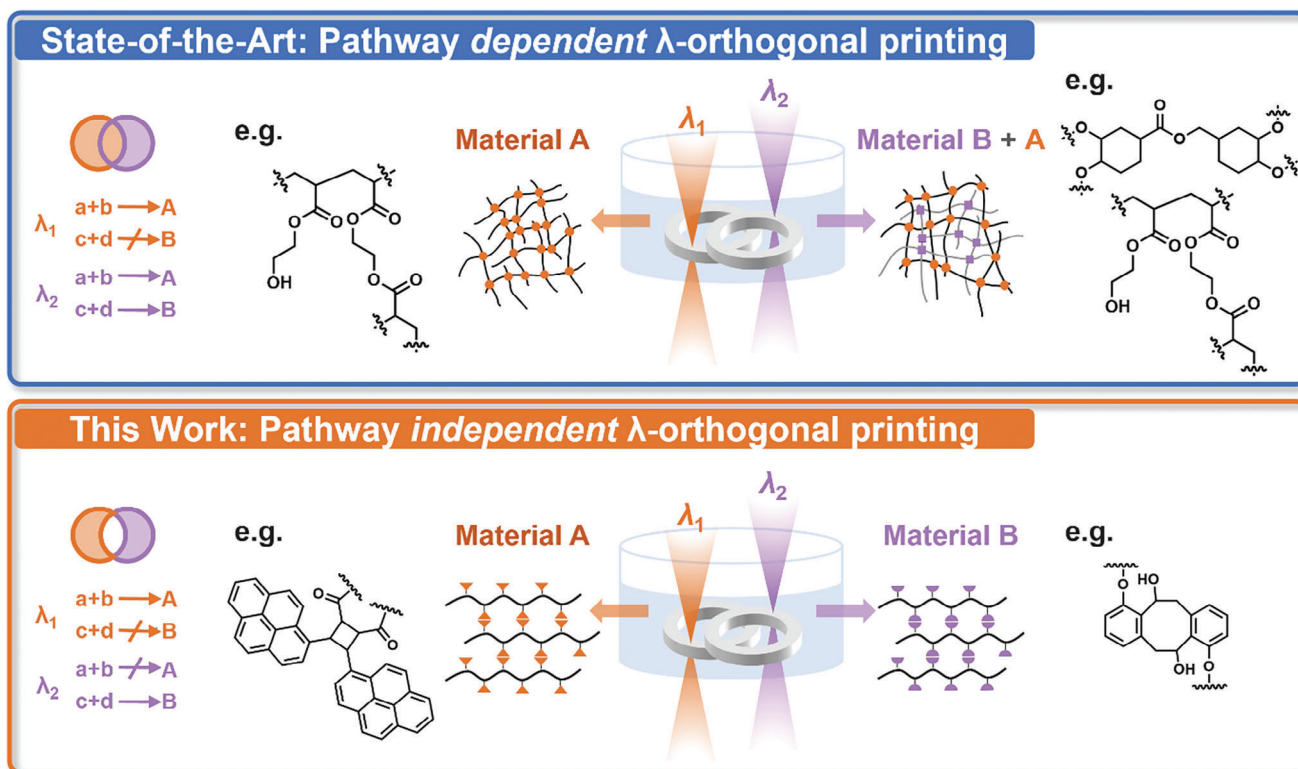 State-of-the-Art: Pathway dependent λ-orthogonal printing
λ1
a+b → A
c+d ↛ B
λ2
a+b → A
c+d → B
e.g.
O
O
O
O
OH
O
O
Material A
λ1
λ2
Material B + A
e.g.
O
O
O
O
O
O
O
O
O
O
OH
O
O
This Work: Pathway independent λ-orthogonal printing
λ1
a+b → A
c+d ↛ B
λ2
a+b ↛ A
c+d → B
e.g.
O
O
Material A
λ1
λ2
Material B
e.g.
O
HO
OH
O